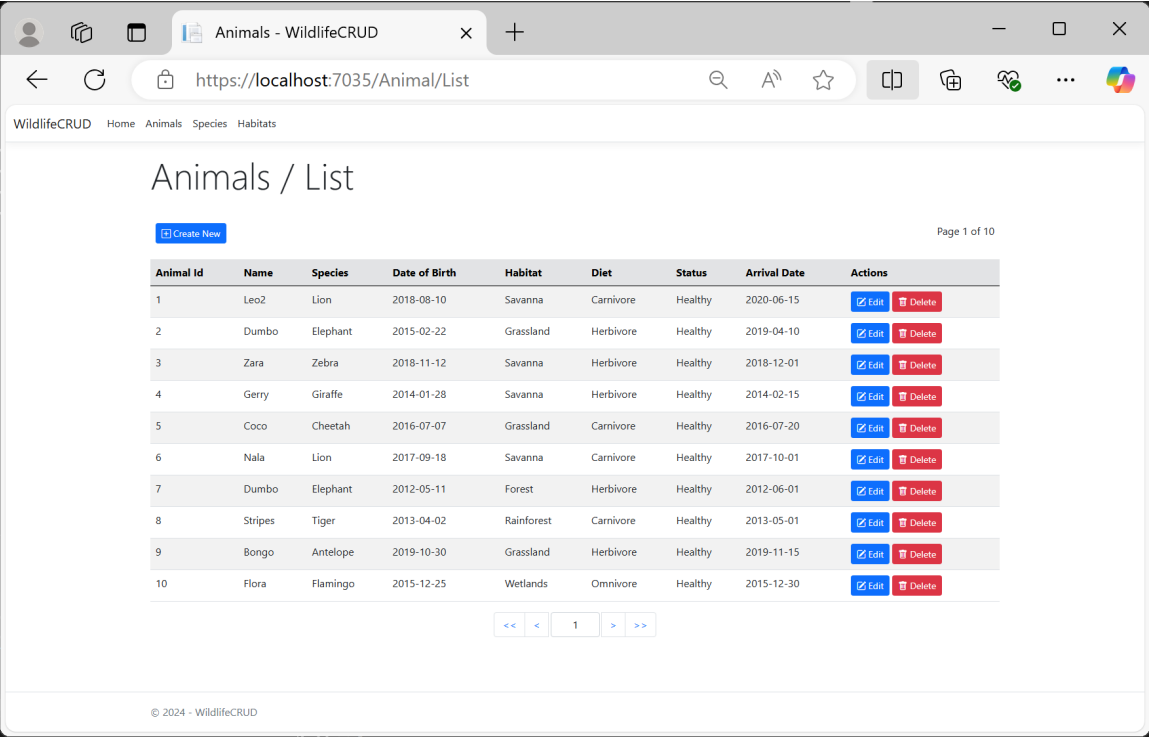 Animals - WildlifeCRUD
https://localhost:7035/Animal/List
WildlifeCRUD Home Animals Species Habitats
Animals / List
Create New Page 1 of 10
Animal Id Name Species Date of Birth Habitat Diet Status Arrival Date Actions
1 Leo2 Lion 2018-08-10 Savanna Carnivore Healthy 2020-06-15 Edit Delete
2 Dumbo Elephant 2015-02-22 Grassland Herbivore Healthy 2019-04-10 Edit Delete
3 Zara Zebra 2018-11-12 Savanna Herbivore Healthy 2018-12-01 Edit Delete
4 Gerry Giraffe 2014-01-28 Savanna Herbivore Healthy 2014-02-15 Edit Delete
5 Coco Cheetah 2016-07-07 Grassland Carnivore Healthy 2016-07-20 Edit Delete
6 Nala Lion 2017-09-18 Savanna Carnivore Healthy 2017-10-01 Edit Delete
7 Dumbo Elephant 2012-05-11 Forest Herbivore Healthy 2012-06-01 Edit Delete
8 Stripes Tiger 2013-04-02 Rainforest Carnivore Healthy 2013-05-01 Edit Delete
9 Bongo Antelope 2019-10-30 Grassland Herbivore Healthy 2019-11-15 Edit Delete
10 Flora Flamingo 2015-12-25 Wetlands Omnivore Healthy 2015-12-30 Edit Delete
<< < 1 > >>
© 2024 - WildlifeCRUD